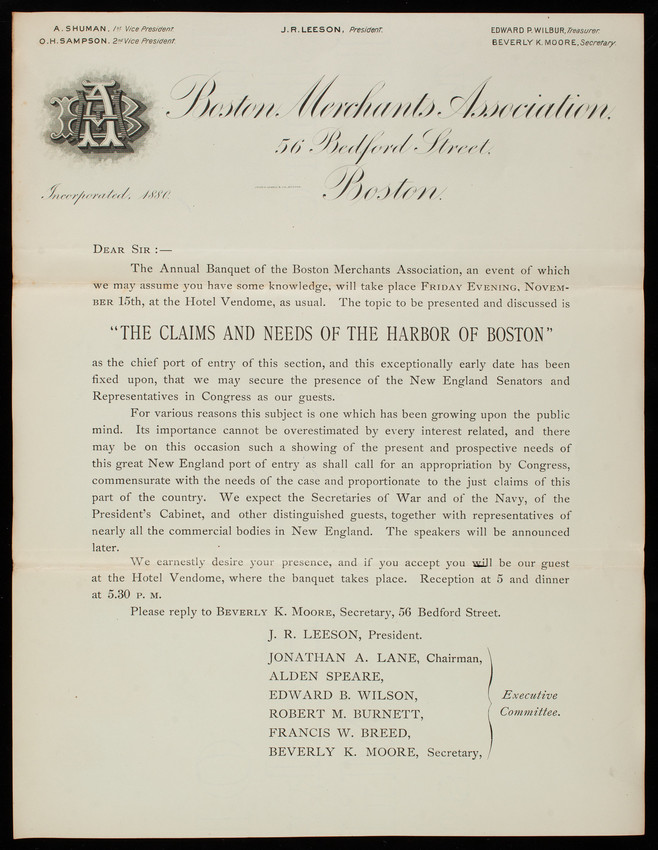 A. SHUMAN, 1st Vice President.
O. H. SAMPSON, 2nd Vice President.
J. R. LEESON, President.
EDWARD P. WILBUR, Treasurer.
BEVERLY K. MOORE, Secretary.
BMA
Boston Merchants Association.
56 Bedford Street.
Boston.
Incorporated, 1880.
DEAR SIR :—
The Annual Banquet of the Boston Merchants Association, an event of which
we may assume you have some knowledge, will take place FRIDAY EVENING, NOVEM-
BER 15th, at the Hotel Vendome, as usual. The topic to be presented and discussed is
"THE CLAIMS AND NEEDS OF THE HARBOR OF BOSTON"
as the chief port of entry of this section, and this exceptionally early date has been
fixed upon, that we may secure the presence of the New England Senators and
Representatives in Congress as our guests.
For various reasons this subject is one which has been growing upon the public
mind. Its importance cannot be overestimated by every interest related, and there
may be on this occasion such a showing of the present and prospective needs of
this great New England port of entry as shall call for an appropriation by Congress,
commensurate with the needs of the case and proportionate to the just claims of this
part of the country. We expect the Secretaries of War and of the Navy, of the
President's Cabinet, and other distinguished guests, together with representatives of
nearly all the commercial bodies in New England. The speakers will be announced
later.
We earnestly desire your presence, and if you accept you will be our guest
at the Hotel Vendome, where the banquet takes place. Reception at 5 and dinner
at 5.30 P. M.
Please reply to BEVERLY K. MOORE, Secretary, 56 Bedford Street.
J. R. LEESON, President.
JONATHAN A. LANE, Chairman,
ALDEN SPEARE,
EDWARD B. WILSON,
ROBERT M. BURNETT,
FRANCIS W. BREED,
BEVERLY K. MOORE, Secretary,
Executive
Committee.